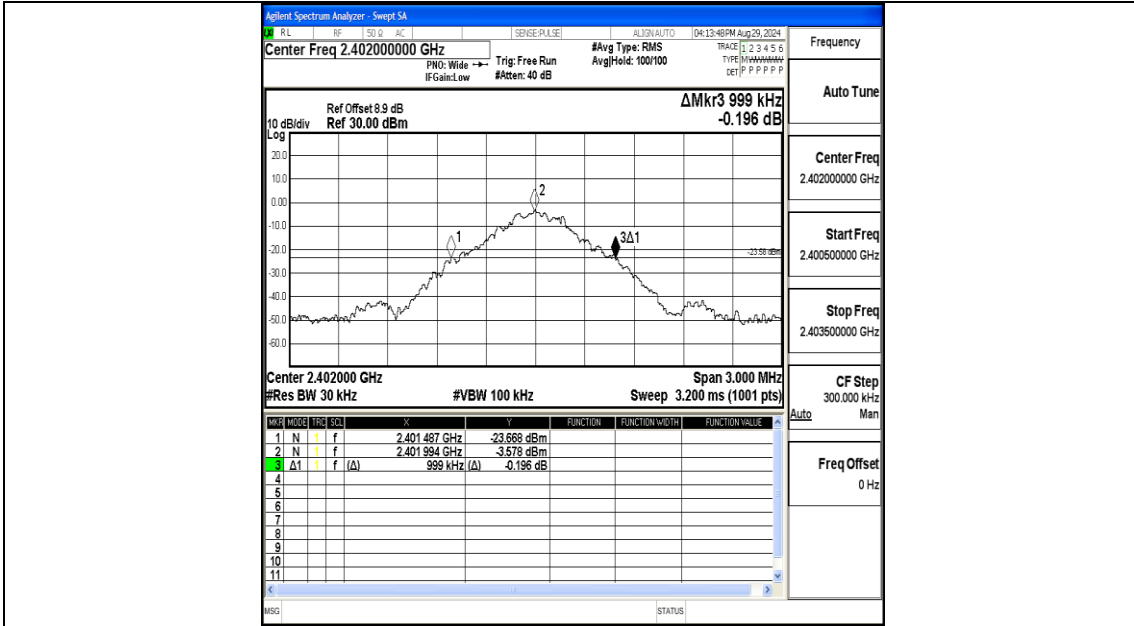 Agilent Spectrum Analyzer - Swept SA
RL RF 50 Ω AC SENSE:PULSE ALIGN AUTO 04:13:48 PM Aug 29, 2024
Center Freq 2.402000000 GHz
PNO: Wide
IFGain:Low
Trig: Free Run
#Atten: 40 dB
#Avg Type: RMS
Avg|Hold: 100/100
TRACE 1 2 3 4 5 6
TYPE M WWWWW
DET P P P P P P
Frequency
Auto Tune
Center Freq
2.402000000 GHz
Start Freq
2.400500000 GHz
Stop Freq
2.403500000 GHz
CF Step
300.000 kHz
Auto Man
Freq Offset
0 Hz
ΔMkr3 999 kHz
-0.196 dB
Ref Offset 8.9 dB
10 dB/div Ref 30.00 dBm
Log
20.0
10.0
0.00
-10.0
-20.0
-30.0
-40.0
-50.0
-60.0
1
2
3Δ1
-23.58 dBm
Center 2.402000 GHz Span 3.000 MHz
#Res BW 30 kHz #VBW 100 kHz Sweep 3.200 ms (1001 pts)
MKR MODE TRC SCL X Y FUNCTION FUNCTION WIDTH FUNCTION VALUE
1 N 1 f 2.401 487 GHz -23.668 dBm
2 N 1 f 2.401 994 GHz -3.578 dBm
3 Δ1 1 f (Δ) 999 kHz (Δ) -0.196 dB
4
5
6
7
8
9
10
11
MSG STATUS